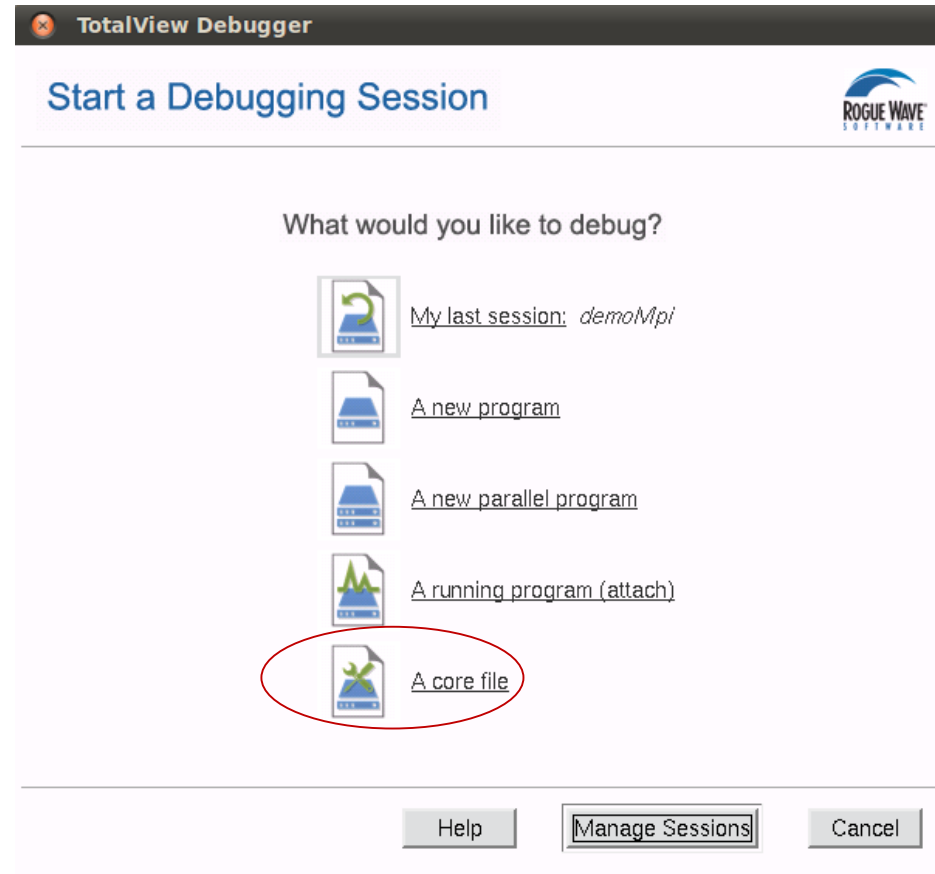 TotalView Debugger
Start a Debugging Session
ROGUE WAVE
SOFTWARE
What would you like to debug?
My last session: demoMpi
A new program
A new parallel program
A running program (attach)
A core file
Help
Manage Sessions
Cancel